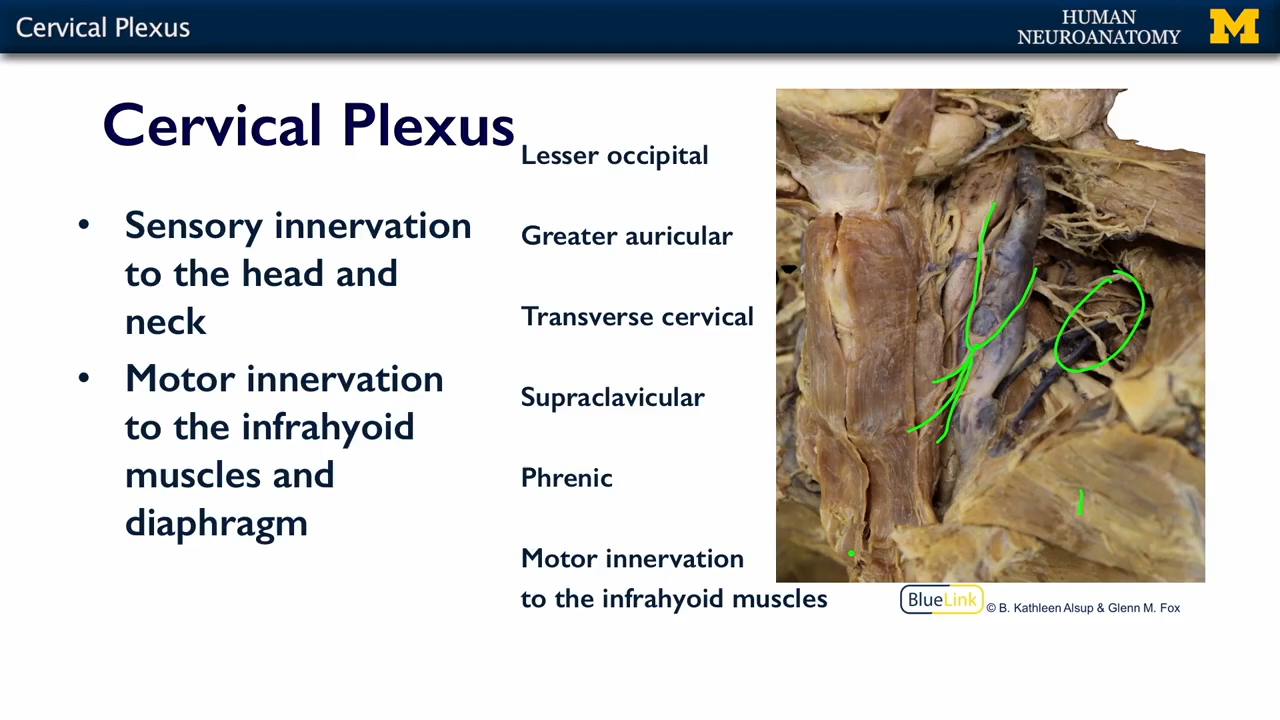 Cervical Plexus
HUMAN
NEUROANATOMY
M
Cervical Plexus
• Sensory innervation
to the head and
neck
• Motor innervation
to the infrahyoid
muscles and
diaphragm
Lesser occipital
Greater auricular
Transverse cervical
Supraclavicular
Phrenic
Motor innervation
to the infrahyoid muscles
BlueLink
© B. Kathleen Alsup & Glenn M. Fox